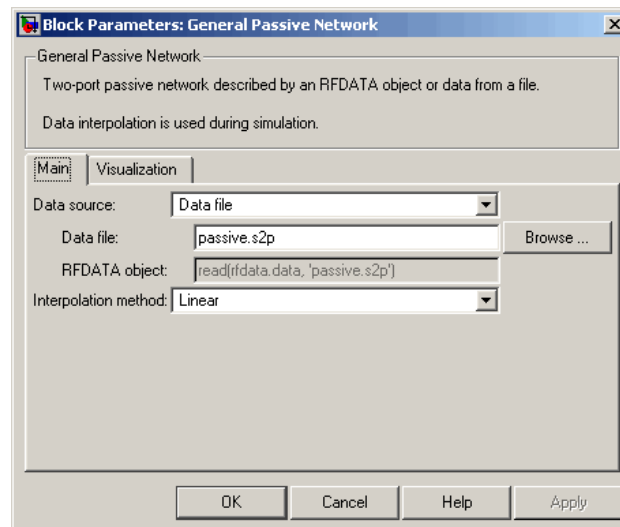 Block Parameters: General Passive Network
General Passive Network
Two-port passive network described by an RFDATA object or data from a file.
Data interpolation is used during simulation.
Main Visualization
Data source: Data file
Data file: passive.s2p Browse ...
RFDATA object: read(rfdata.data, 'passive.s2p')
Interpolation method: Linear
OK Cancel Help Apply